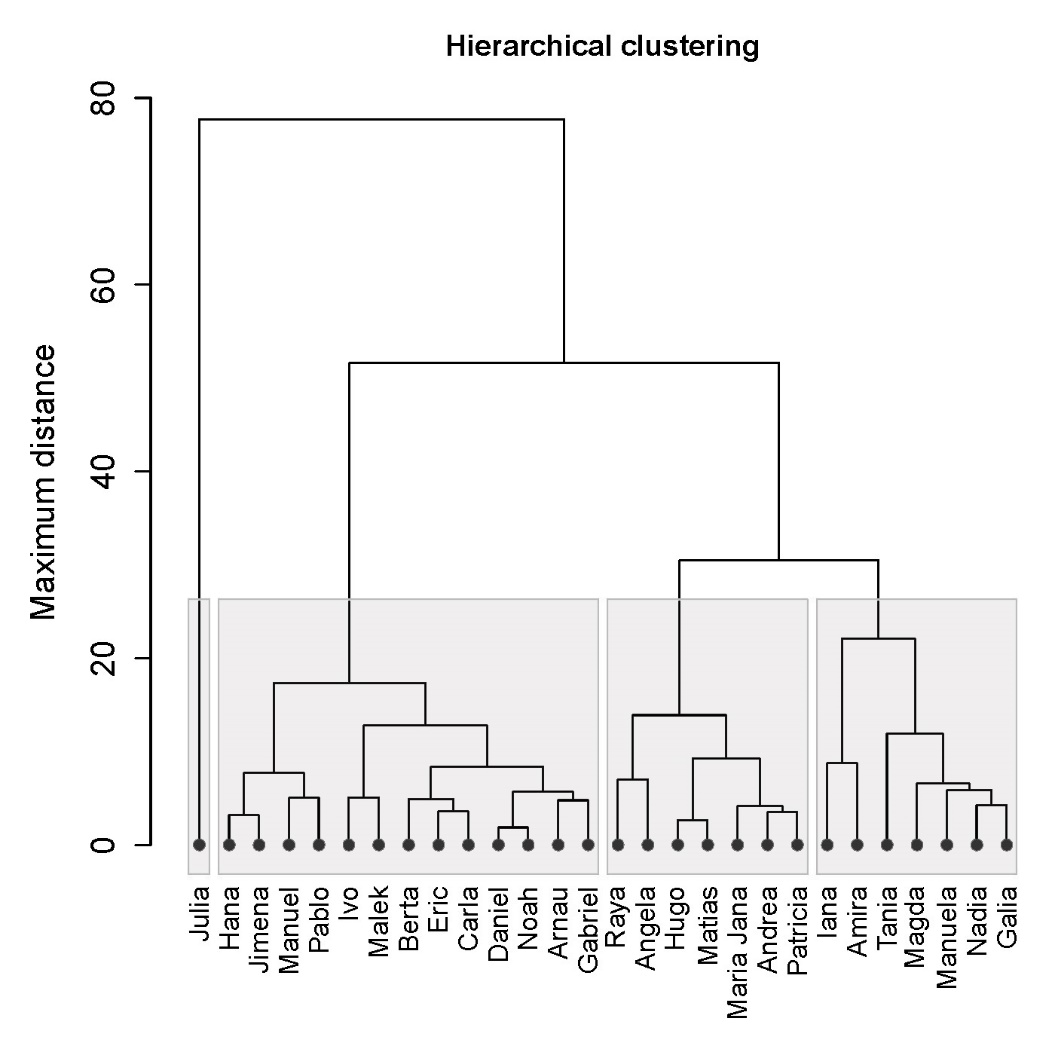 Hierarchical clustering
Maximum distance
80
60
40
20
0
Julia
Hana
Jimena
Manuel
Pablo
Ivo
Malek
Berta
Eric
Carla
Daniel
Noah
Arnau
Gabriel
Raya
Angela
Hugo
Matias
Maria Jana
Andrea
Patricia
Iana
Amira
Tania
Magda
Manuela
Nadia
Galia